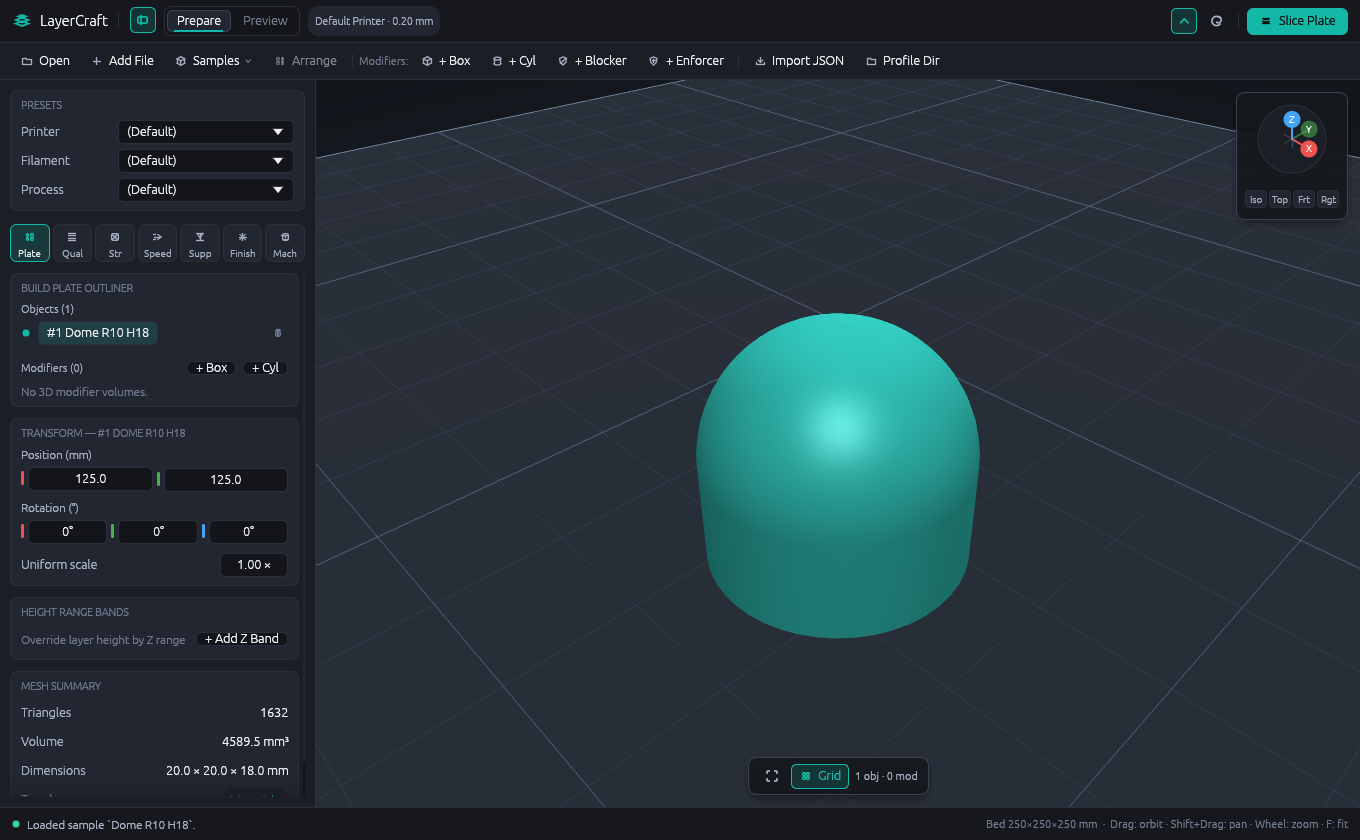 LayerCraft Prepare Preview Default Printer · 0.20 mm Slice Plate
Open + Add File Samples Arrange Modifiers: + Box + Cyl + Blocker + Enforcer Import JSON Profile Dir
PRESETS
Printer (Default)
Filament (Default)
Process (Default)
Plate Qual Str Speed Supp Finish Mach
BUILD PLATE OUTLINER
Objects (1)
#1 Dome R10 H18
Modifiers (0) + Box + Cyl
No 3D modifier volumes.
TRANSFORM — #1 DOME R10 H18
Position (mm)
125.0 125.0
Rotation (°)
0° 0° 0°
Uniform scale 1.00 ×
HEIGHT RANGE BANDS
Override layer height by Z range + Add Z Band
MESH SUMMARY
Triangles 1632
Volume 4589.5 mm³
Dimensions 20.0 × 20.0 × 18.0 mm
Z
Y
X
Iso Top Frt Rgt
Grid 1 obj · 0 mod
Loaded sample `Dome R10 H18`. Bed 250×250×250 mm · Drag: orbit · Shift+Drag: pan · Wheel: zoom · F: fit